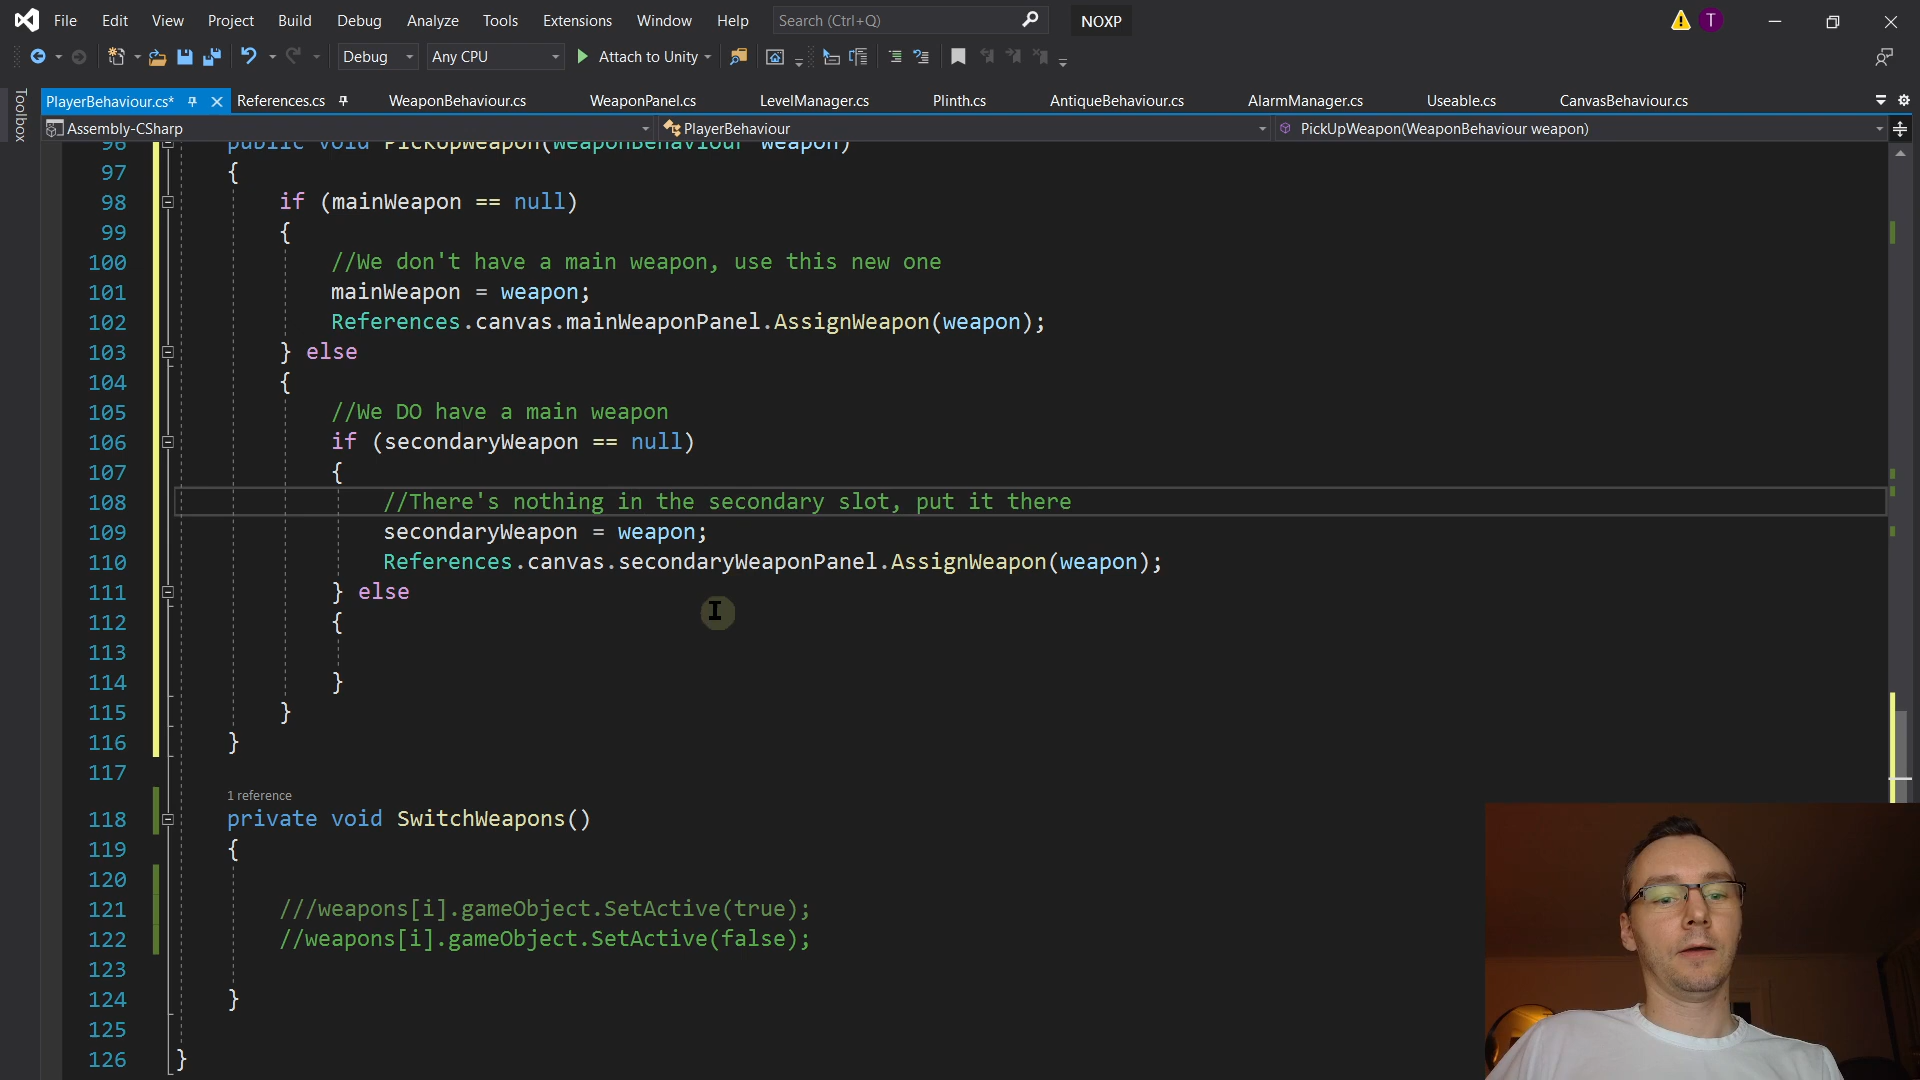 File Edit View Project Build Debug Analyze Tools Extensions Window Help Search (Ctrl+Q) NOXP T
Debug Any CPU Attach to Unity
Toolbox
PlayerBehaviour.cs* References.cs WeaponBehaviour.cs WeaponPanel.cs LevelManager.cs Plinth.cs AntiqueBehaviour.cs AlarmManager.cs Useable.cs CanvasBehaviour.cs
Assembly-CSharp PlayerBehaviour PickUpWeapon(WeaponBehaviour weapon)
96 public void PickUpWeapon(WeaponBehaviour weapon)
97 {
98 if (mainWeapon == null)
99 {
100 //We don't have a main weapon, use this new one
101 mainWeapon = weapon;
102 References.canvas.mainWeaponPanel.AssignWeapon(weapon);
103 } else
104 {
105 //We DO have a main weapon
106 if (secondaryWeapon == null)
107 {
108 //There's nothing in the secondary slot, put it there
109 secondaryWeapon = weapon;
110 References.canvas.secondaryWeaponPanel.AssignWeapon(weapon);
111 } else
112 {
113
114 }
115 }
116 }
117
1 reference
118 private void SwitchWeapons()
119 {
120
121 ///weapons[i].gameObject.SetActive(true);
122 //weapons[i].gameObject.SetActive(false);
123
124 }
125
126 }